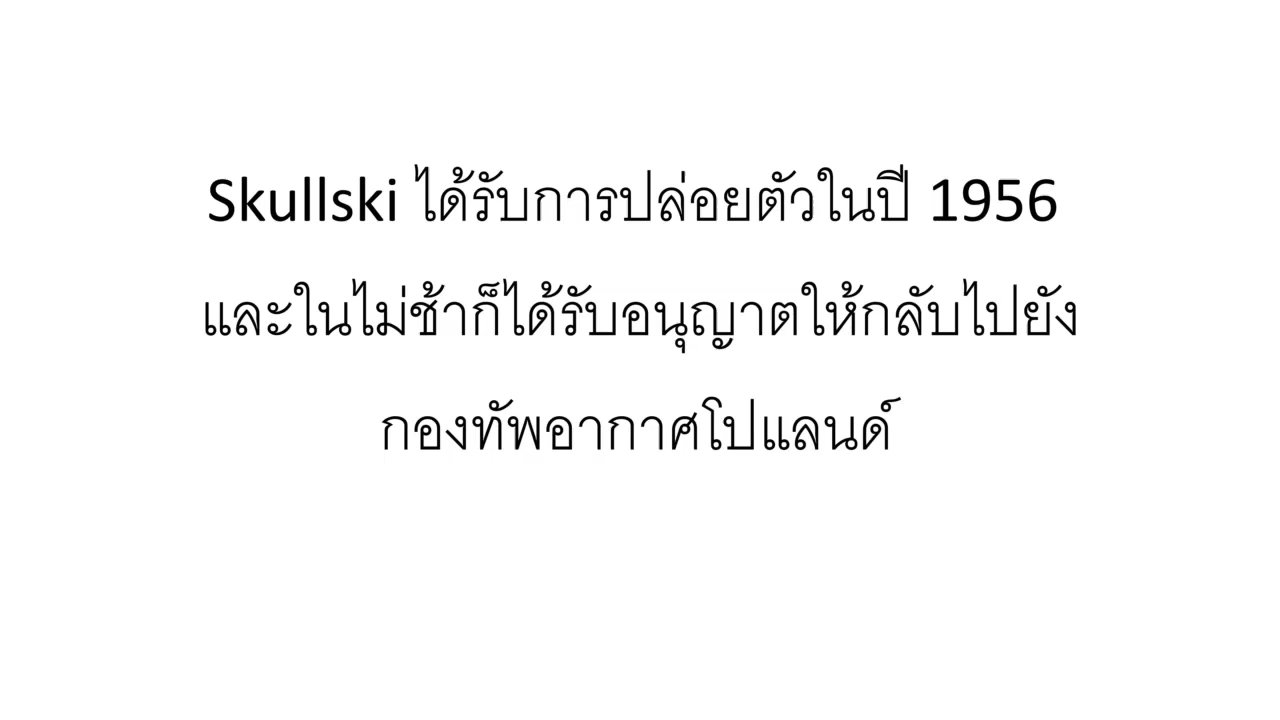 Skullski ได้รับการปล่อยตัวในปี 1956
และในไม่ช้าก็ได้รับอนุญาตให้กลับไปยัง
กองทัพอากาศโปแลนด์